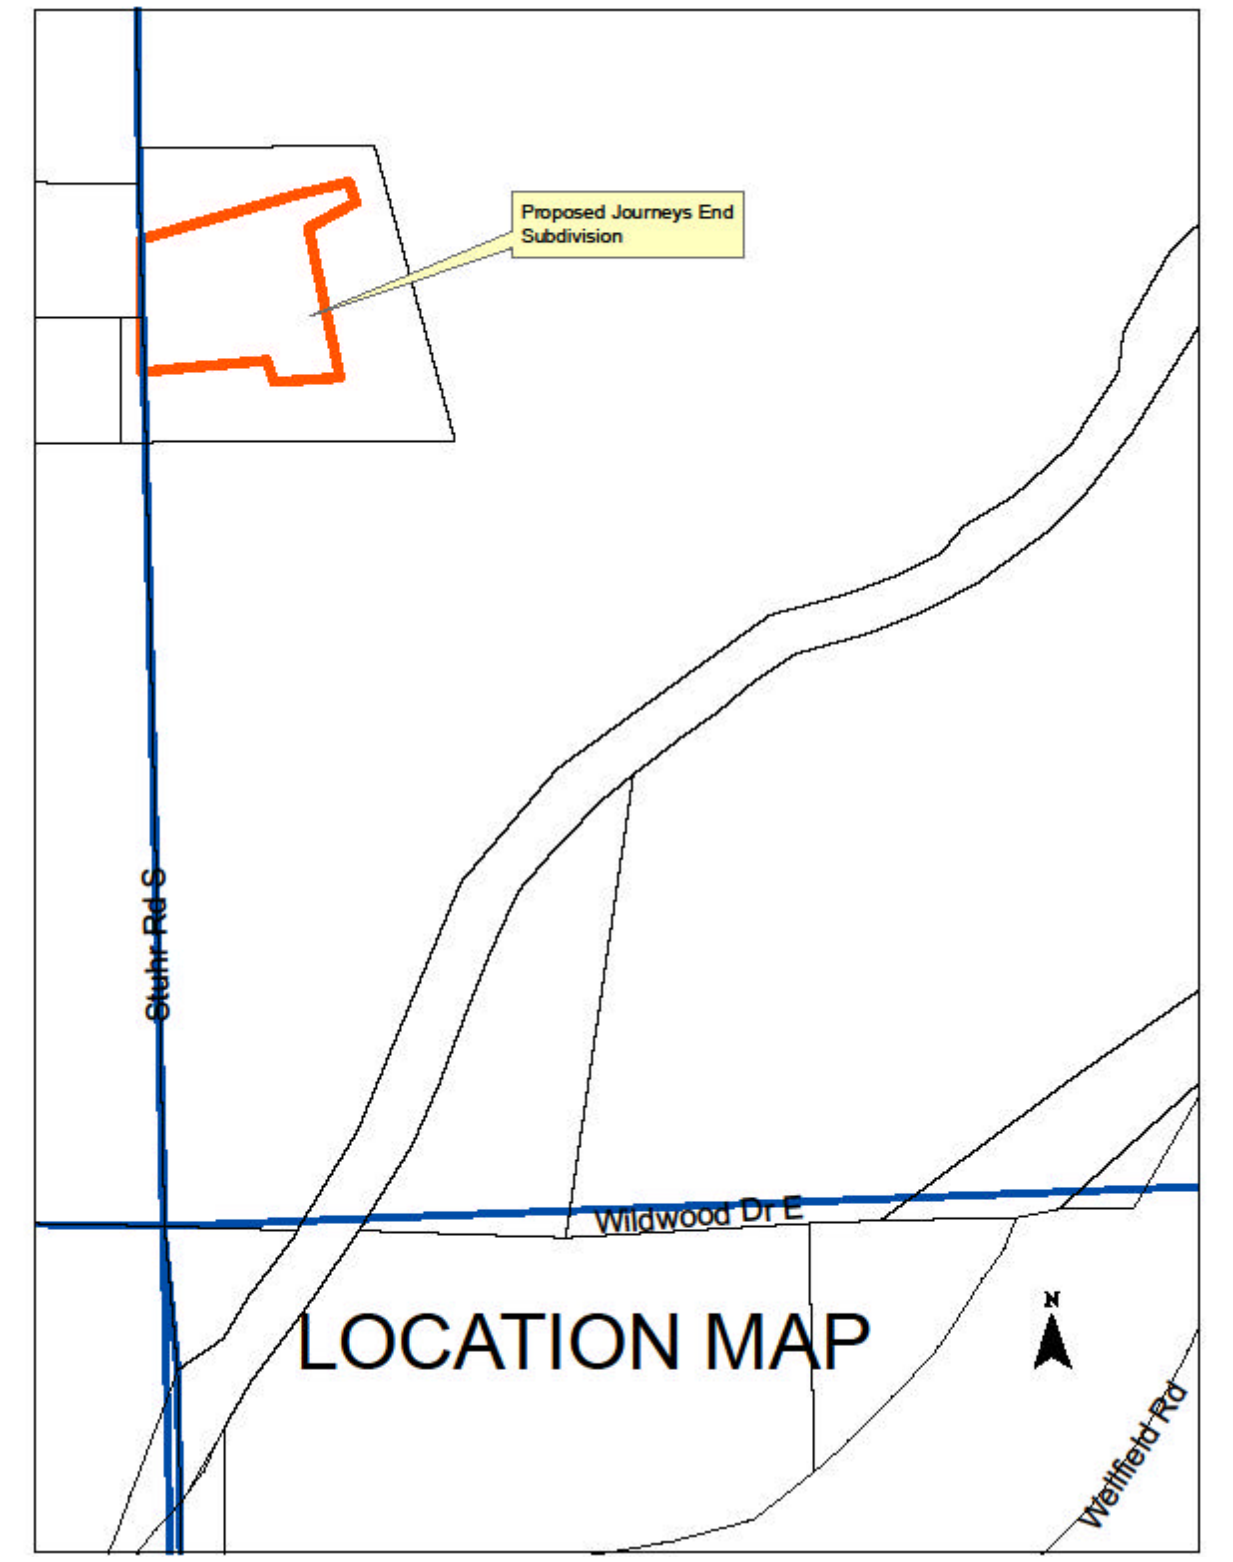 Proposed Journeys End
Subdivision
Stuhr Rd S
Wildwood Dr E
LOCATION MAP
N
Wellfield Rd